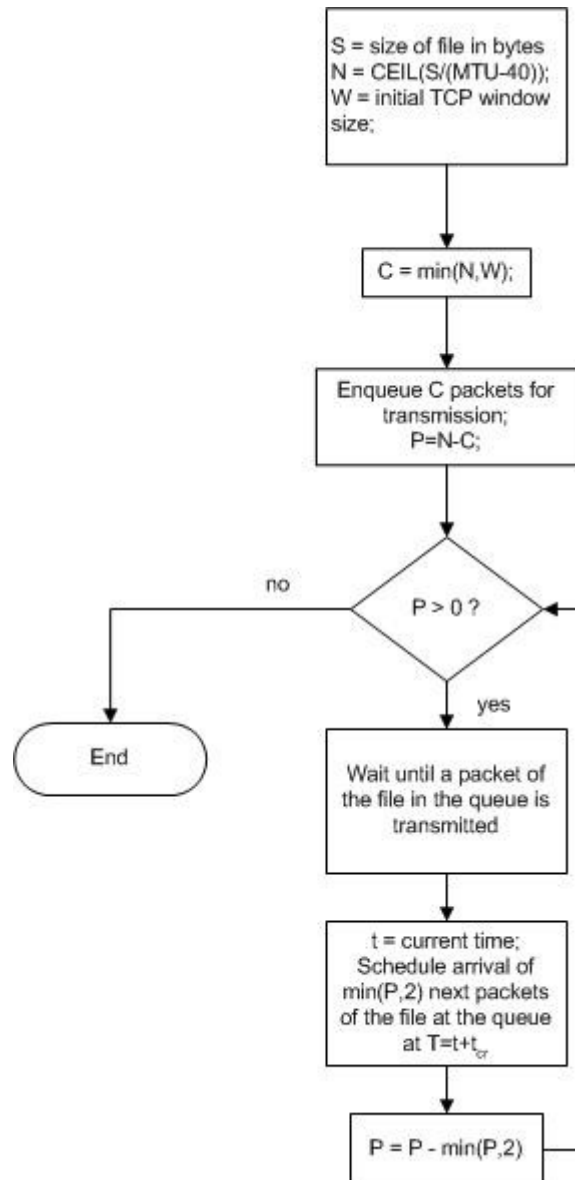 S = size of file in bytes
N = CEIL(S/(MTU-40));
W = initial TCP window
size;
C = min(N,W);
Enqueue C packets for
transmission;
P=N-C;
no
P > 0 ?
yes
End
Wait until a packet of
the file in the queue is
transmitted
t = current time;
Schedule arrival of
min(P,2) next packets
of the file at the queue
at T=t+t_cr
P = P - min(P,2)